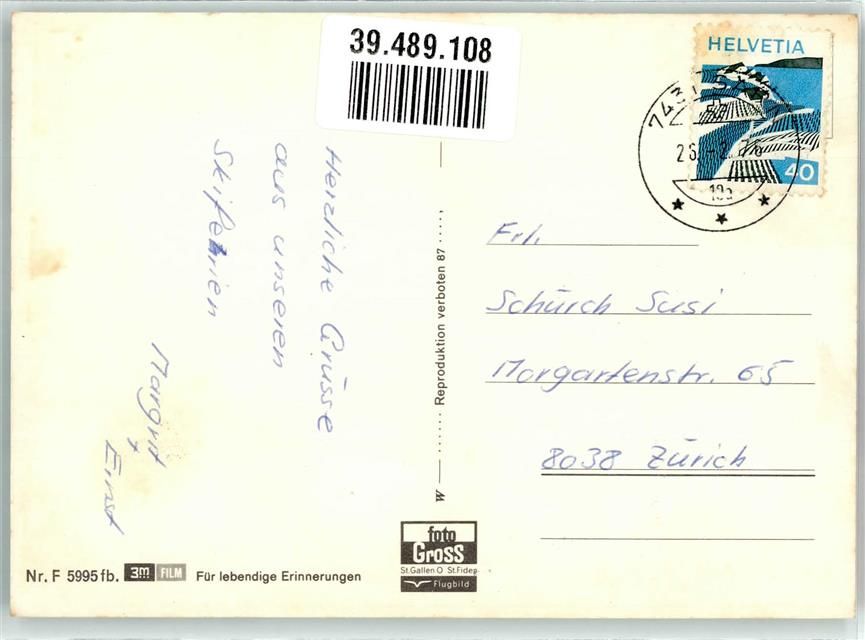 39.489.108
HELVETIA
40
Herzliche Grüsse
aus unseren
Skiferien
Margrit
+
Ernst
W ......... Reproduktion verboten 87 .....
Frl.
Schürch Susi
Morgartenstr. 65
8038 Zürich
foto
Gross
St.Gallen O St.Fiden
Flugbild
Nr. F 5995 fb. 3m FILM Für lebendige Erinnerungen